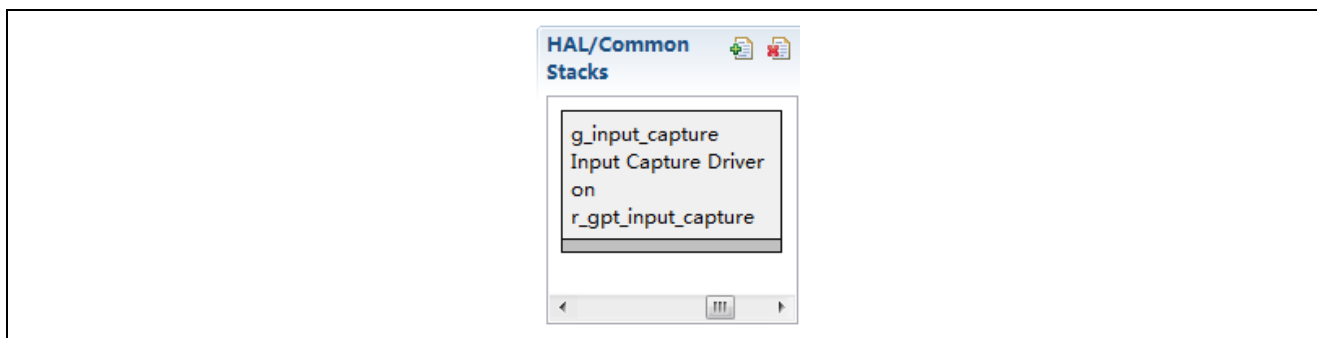 HAL/Common
Stacks
g_input_capture
Input Capture Driver
on
r_gpt_input_capture